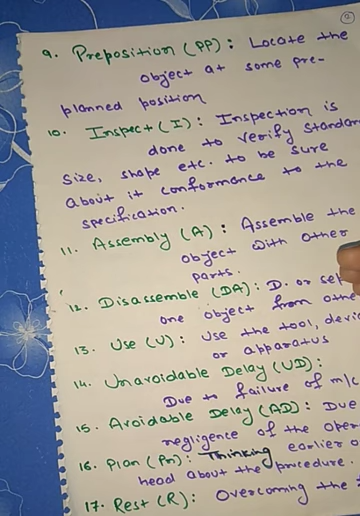 12
9. Preposition (PP): Locate the
object at some pre-
planned position
10. Inspect (I): Inspection is
done to verify standar
size, shape etc. to be sure
about it conformance to the
specification.
11. Assembly (A): Assemble the
object with other
parts.
12. Disassemble (DA): D. or sep
one object from othe
13. Use (U): Use the tool, devic
or apparatus
14. Unavoidable Delay (UD):
Due to failure of m/c
15. Avoidable Delay (AD): Due
negligence of the oper
16. Plan (Pn): Thinking earlier o
head about the procedure.
17. Rest (R): Overcoming the